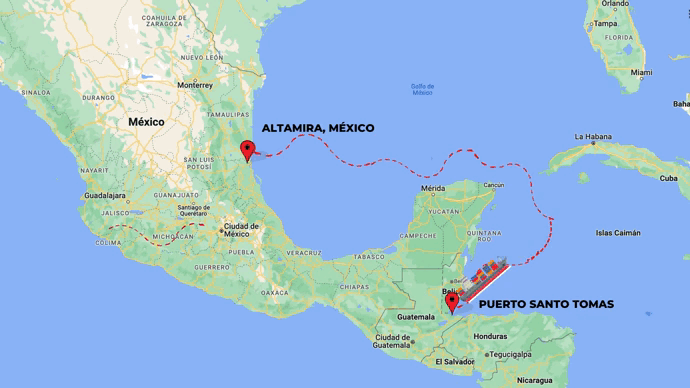 COAHUILA DE
ZARAGOZA
NUEVO LEÓN
Orlando
Tampa
FLORIDA
Miami
SINALOA
DURANGO
Monterrey
Golfo de
México
TAMAULIPAS
México
ALTAMIRA, MÉXICO
La Habana
Cuba
NAYARIT
SAN LUIS
POTOSÍ
Guadalajara
JALISCO
GUANAJUATO
Santiago de
Querétaro
Mérida
Cancun
YUCATÁN
COLIMA
MICHOACÁN
Ciudad de
México
PUEBLA
VERACRUZ
CAMPECHE
QUINTANA
ROO
Islas Caimán
GUERRERO
TABASCO
OAXACA
CHIAPAS
PUERTO SANTO TOMAS
Guatemala
Ciudad de
Guatemala
Honduras
Tegucigalpa
El Salvador
Nicaragua